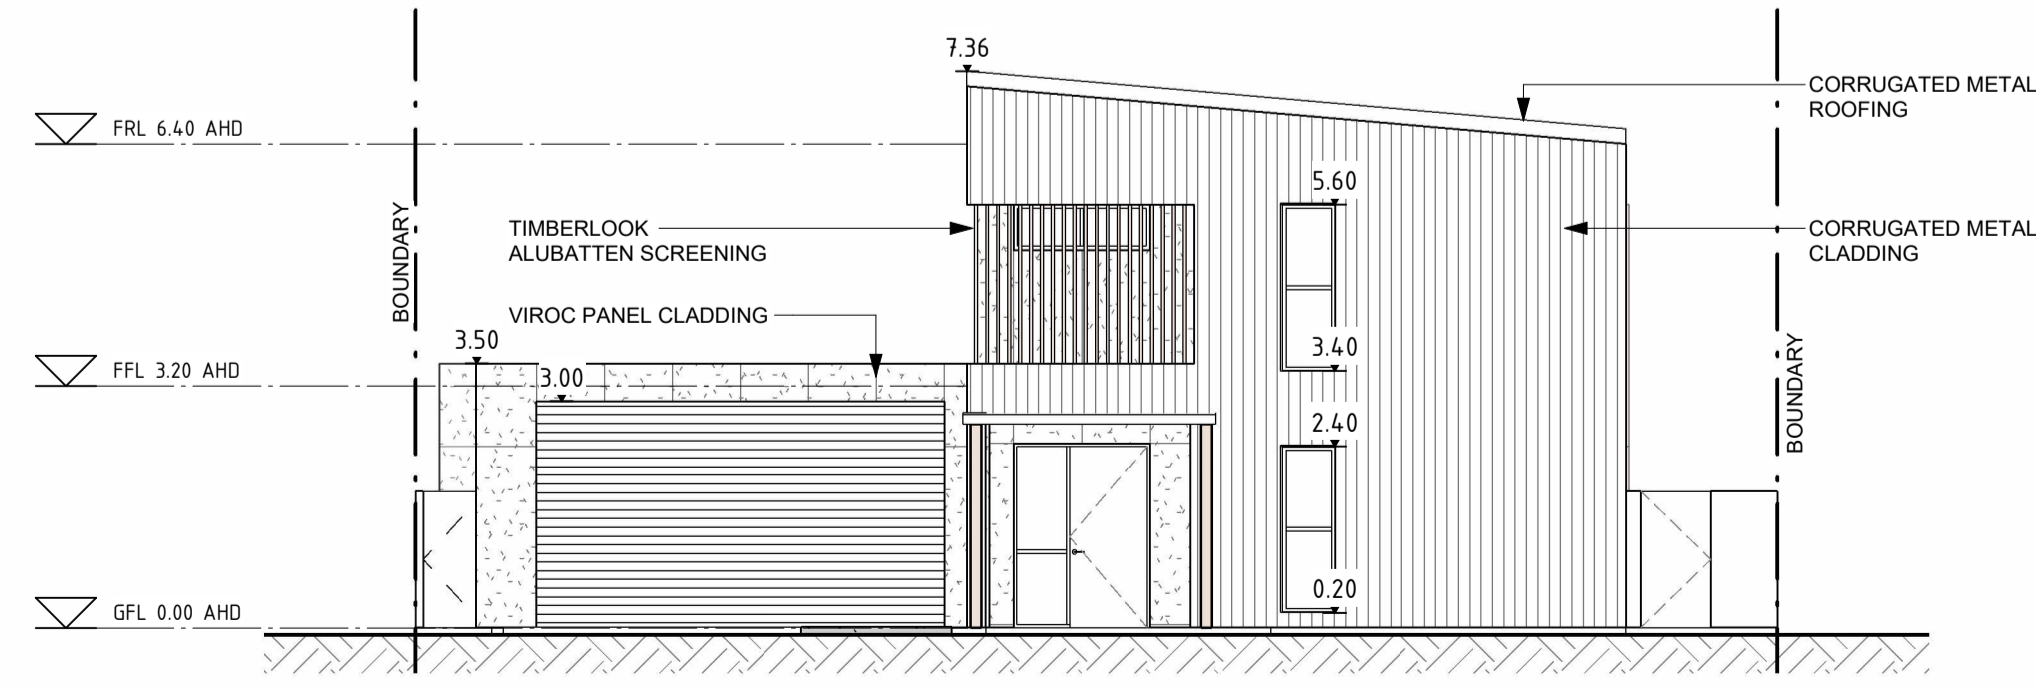 7.36
CORRUGATED METAL
ROOFING
FRL 6.40 AHD
5.60
BOUNDARY
TIMBERLOOK
ALUBATTEN SCREENING
CORRUGATED METAL
CLADDING
VIROC PANEL CLADDING
3.50
3.40
FFL 3.20 AHD
3.00
BOUNDARY
2.40
0.20
GFL 0.00 AHD